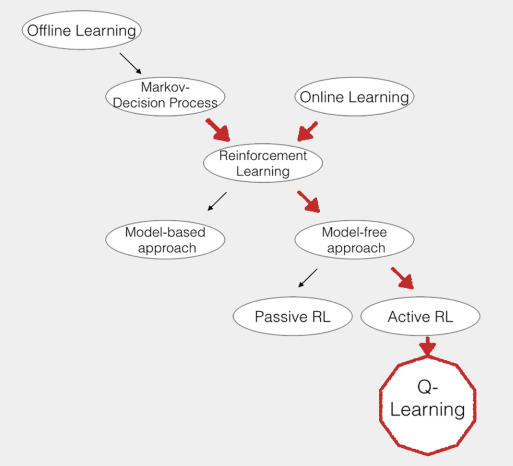 Offline Learning
Markov-
Decision Process
Online Learning
Reinforcement
Learning
Model-based
approach
Model-free
approach
Passive RL
Active RL
Q-
Learning